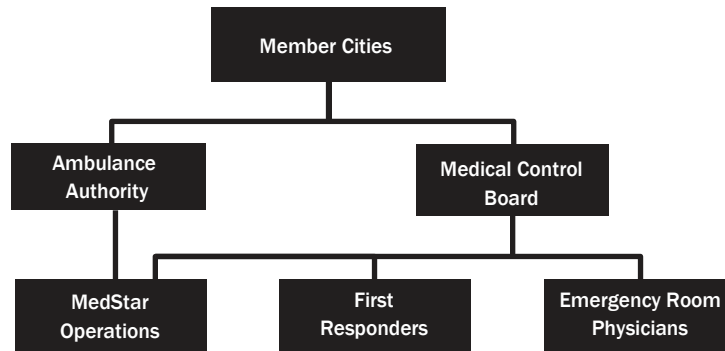 Member Cities
Ambulance
Authority
Medical Control
Board
MedStar
Operations
First
Responders
Emergency Room
Physicians